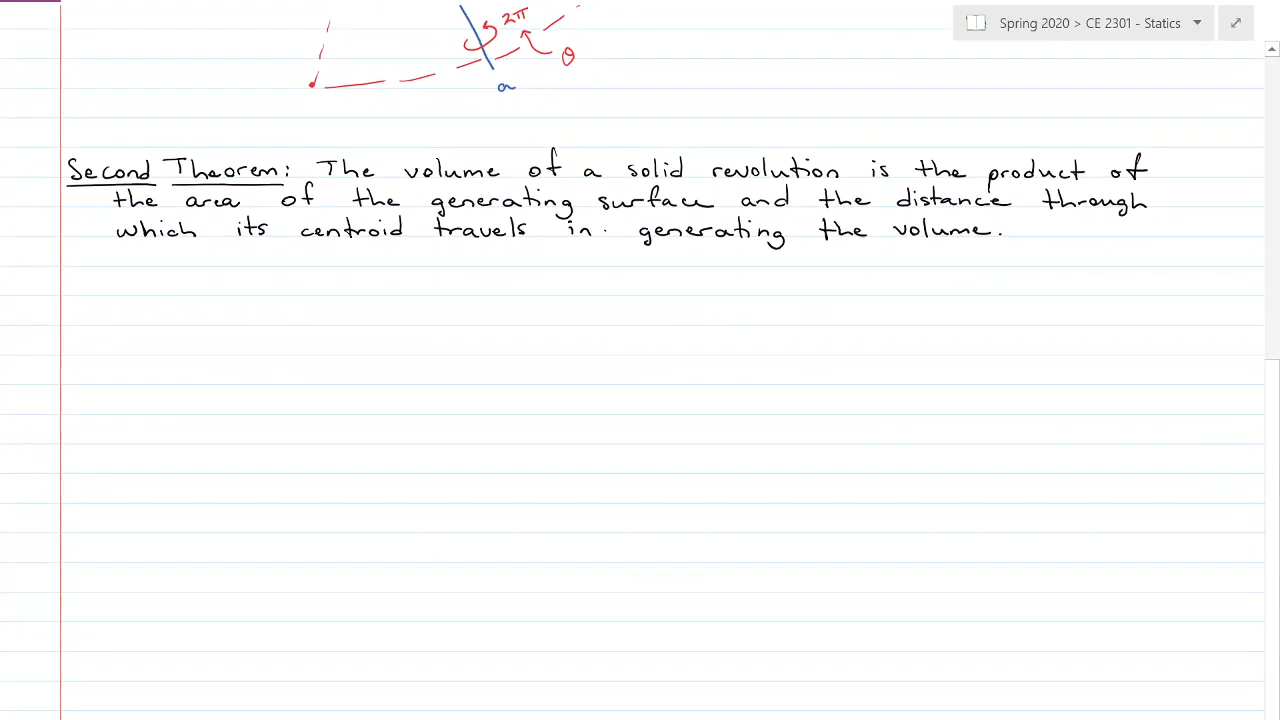 Spring 2020 > CE 2301 - Statics
2π
θ
a
Second Theorem: The volume of a solid revolution is the product of
the area of the generating surface and the distance through
which its centroid travels in generating the volume.